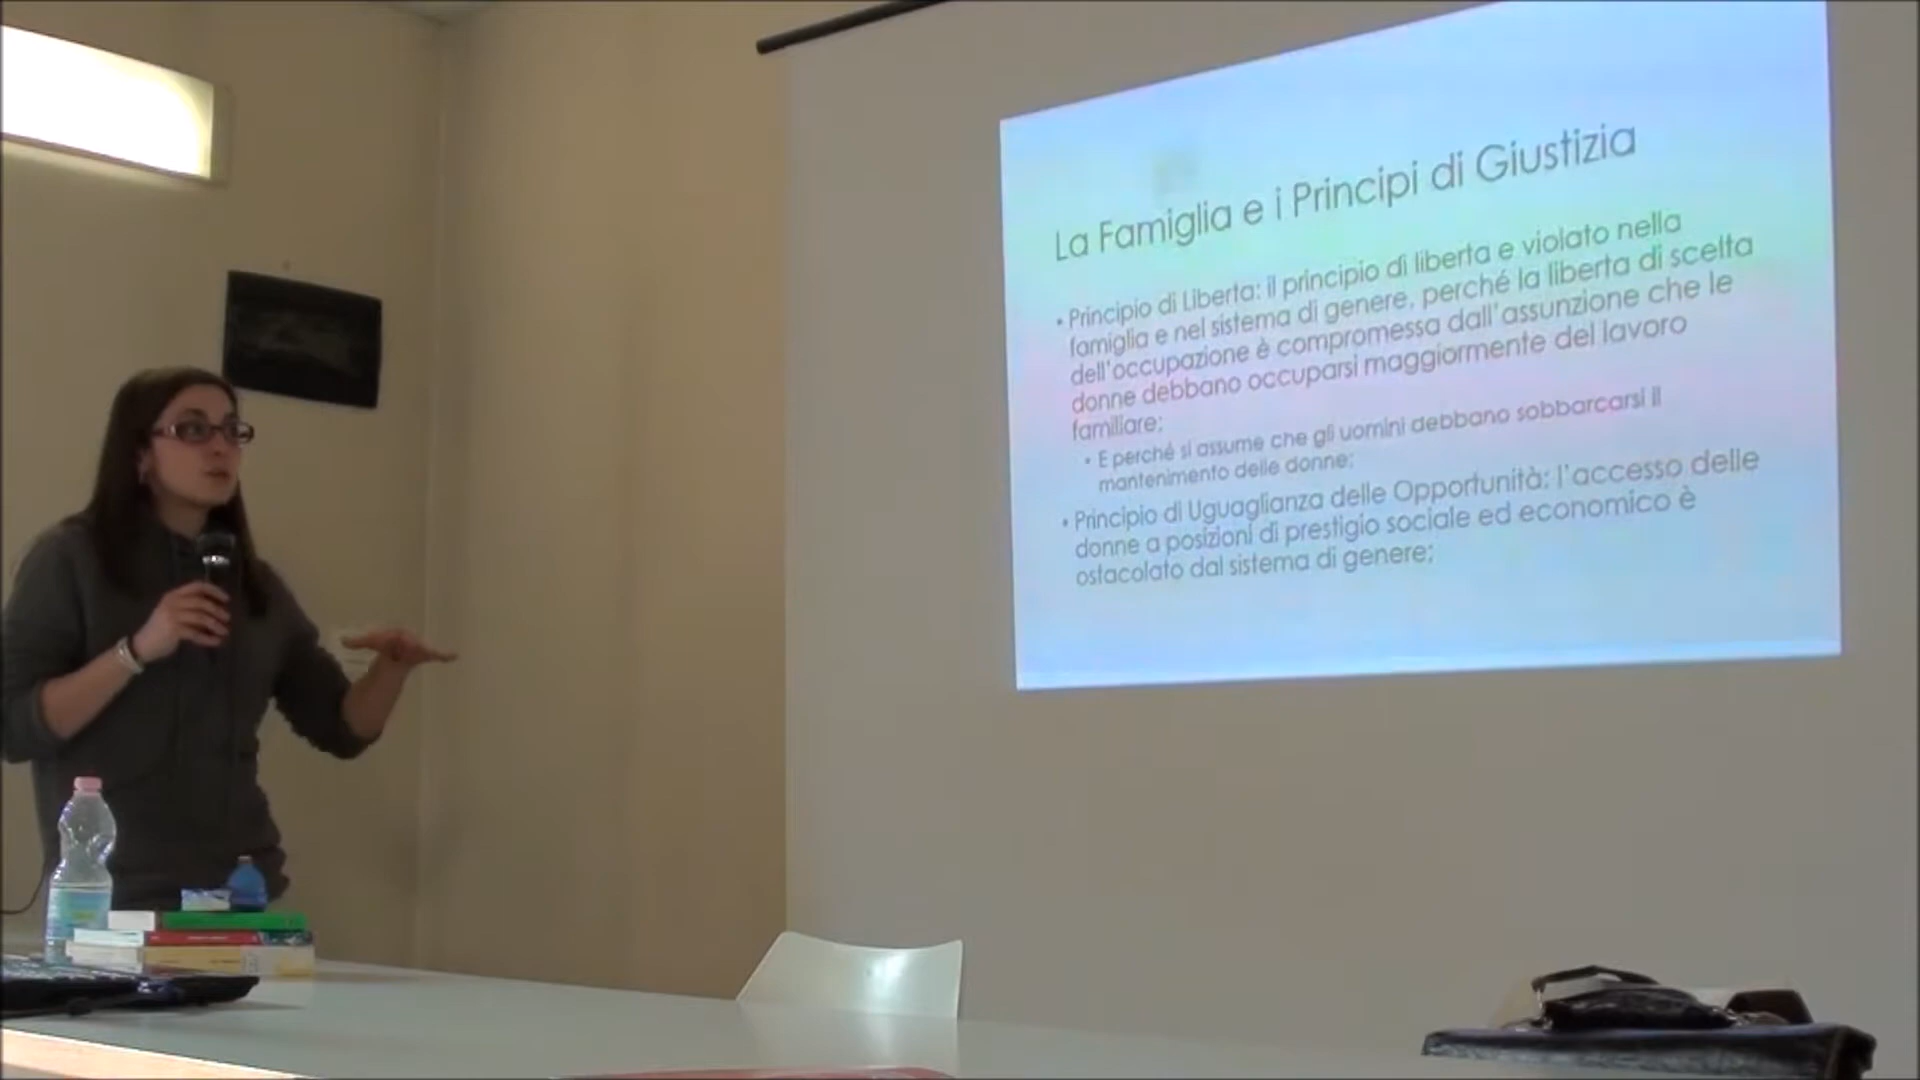 La Famiglia e i Principi di Giustizia
• Principio di Liberta: il principio di liberta e violato nella
famiglia e nel sistema di genere, perché la liberta di scelta
dell'occupazione è compromessa dall'assunzione che le
donne debbano occuparsi maggiormente del lavoro
familiare;
• E perché si assume che gli uomini debbano sobbarcarsi il
mantenimento delle donne;
• Principio di Uguaglianza delle Opportunità: l'accesso delle
donne a posizioni di prestigio sociale ed economico è
ostacolato dal sistema di genere;